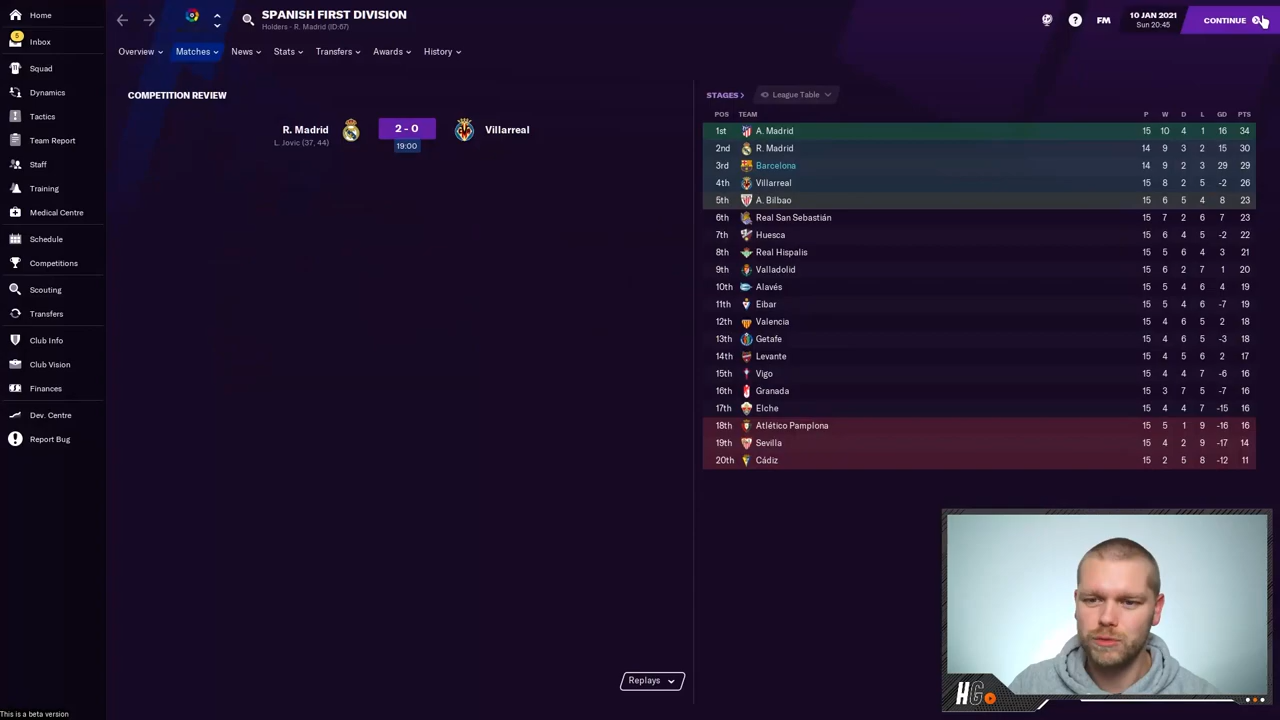 SPANISH FIRST DIVISION
Holders - R. Madrid (ID:67)
FM
10 JAN 2021
Sun 20:45
CONTINUE
Home
5
Inbox
Squad
Dynamics
Tactics
Team Report
Staff
Training
Medical Centre
Schedule
Competitions
Scouting
Transfers
Club Info
Club Vision
Finances
Dev. Centre
Report Bug
This is a beta version
Overview
Matches
News
Stats
Transfers
Awards
History
COMPETITION REVIEW
R. Madrid 2 - 0 Villarreal
L. Jovic (37, 44) 19:00
Replays
STAGES > League Table
POS TEAM P W D L GD PTS
1st A. Madrid 15 10 4 1 16 34
2nd R. Madrid 14 9 3 2 15 30
3rd Barcelona 14 9 2 3 29 29
4th Villarreal 15 8 2 5 -2 26
5th A. Bilbao 15 6 5 4 8 23
6th Real San Sebastián 15 7 2 6 7 23
7th Huesca 15 6 4 5 -2 22
8th Real Hispalis 15 5 6 4 3 21
9th Valladolid 15 6 2 7 1 20
10th Alavés 15 5 4 6 4 19
11th Eibar 15 5 4 6 -7 19
12th Valencia 15 4 6 5 2 18
13th Getafe 15 4 6 5 -3 18
14th Levante 15 4 5 6 2 17
15th Vigo 15 4 4 7 -6 16
16th Granada 15 3 7 5 -7 16
17th Elche 15 4 4 7 -15 16
18th Atlético Pamplona 15 5 1 9 -16 16
19th Sevilla 15 4 2 9 -17 14
20th Cádiz 15 2 5 8 -12 11
HG